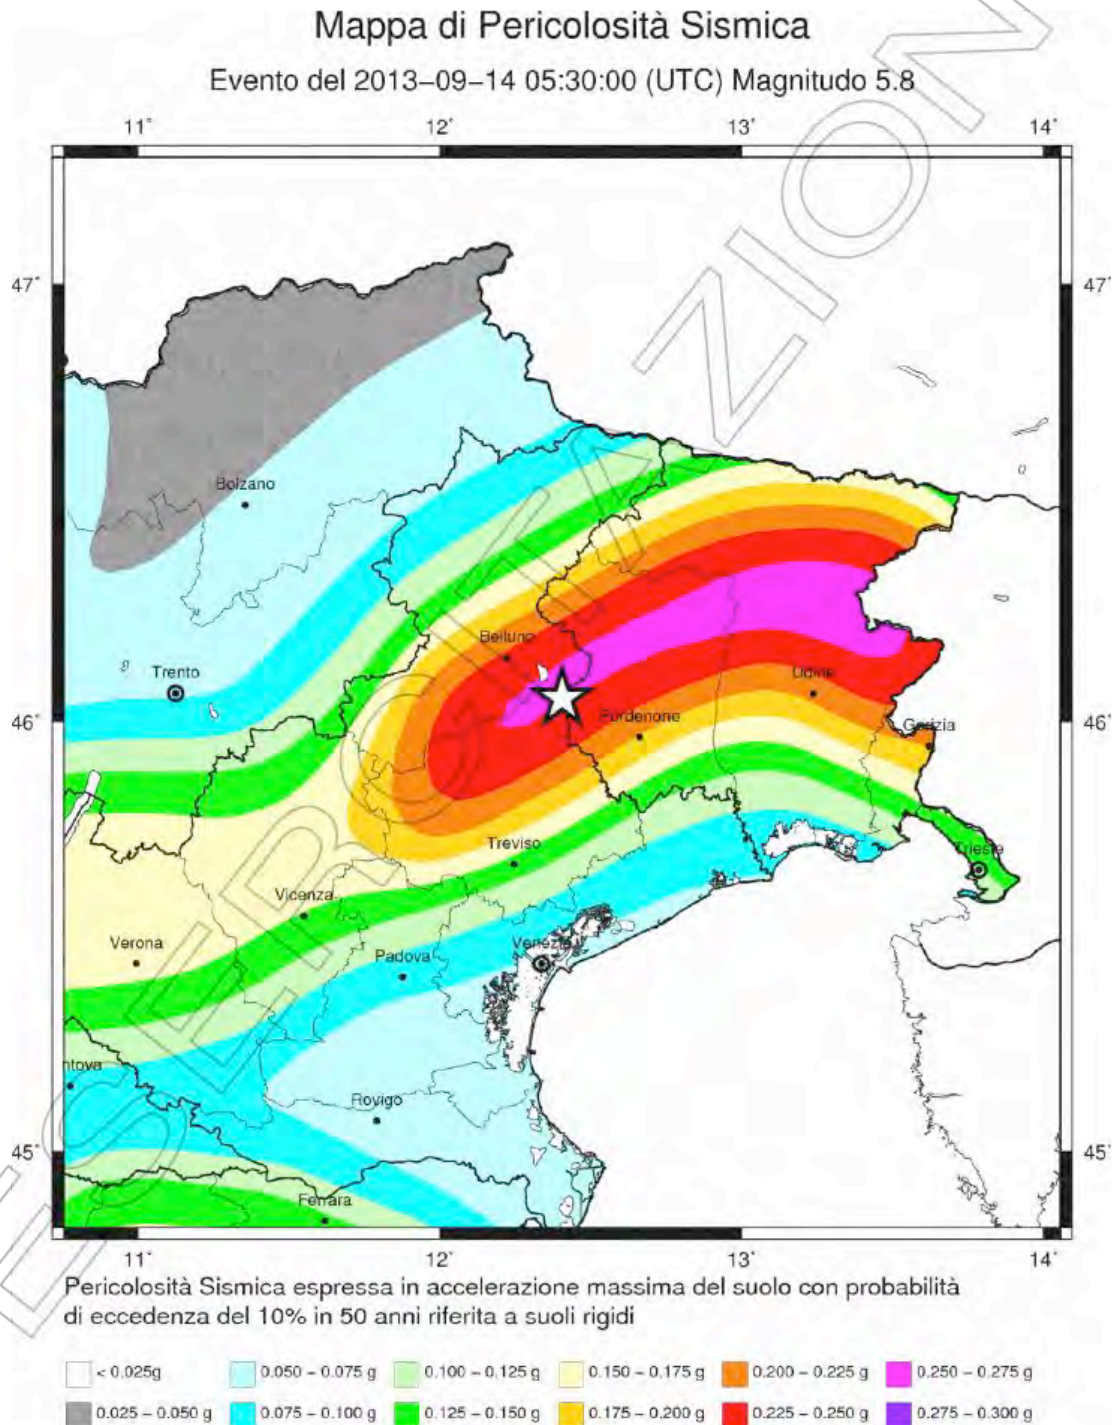 Mappa di Pericolosità Sismica
Evento del 2013−09−14 05:30:00 (UTC) Magnitudo 5.8
11˚ 12˚ 13˚ 14˚
47˚ 47˚
Bolzano
Belluno
Trento
Udine
46˚ 46˚
Pordenone
Gorizia
Treviso
Trieste
Vicenza
Verona
Venezia
Padova
ntova
Rovigo
45˚ 45˚
Ferrara
11˚ 12˚ 13˚ 14˚
Pericolosità Sismica espressa in accelerazione massima del suolo con probabilità
di eccedenza del 10% in 50 anni riferita a suoli rigidi
< 0.025g 0.050 − 0.075 g 0.100 − 0.125 g 0.150 − 0.175 g 0.200 − 0.225 g 0.250 − 0.275 g
0.025 − 0.050 g 0.075 − 0.100 g 0.125 − 0.150 g 0.175 − 0.200 g 0.225 − 0.250 g 0.275 − 0.300 g